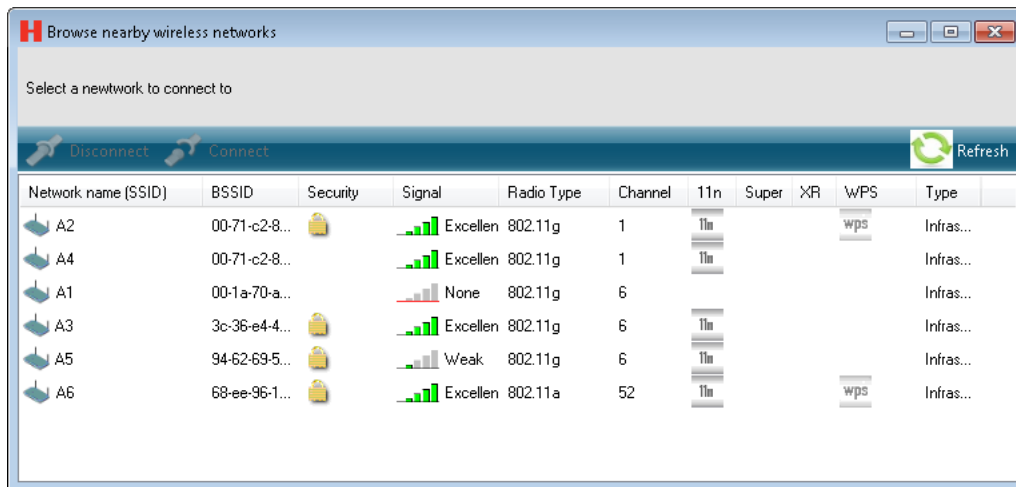 H Browse nearby wireless networks
Select a newtwork to connect to
Disconnect Connect Refresh
Network name (SSID) BSSID Security Signal Radio Type Channel 11n Super XR WPS Type
A2 00-71-c2-8... Excellen 802.11g 1 11n wps Infras...
A4 00-71-c2-8... Excellen 802.11g 1 11n Infras...
A1 00-1a-70-a... None 802.11g 6 Infras...
A3 3c-36-e4-4... Excellen 802.11g 6 11n Infras...
A5 94-62-69-5... Weak 802.11g 6 11n Infras...
A6 68-ee-96-1... Excellen 802.11a 52 11n wps Infras...